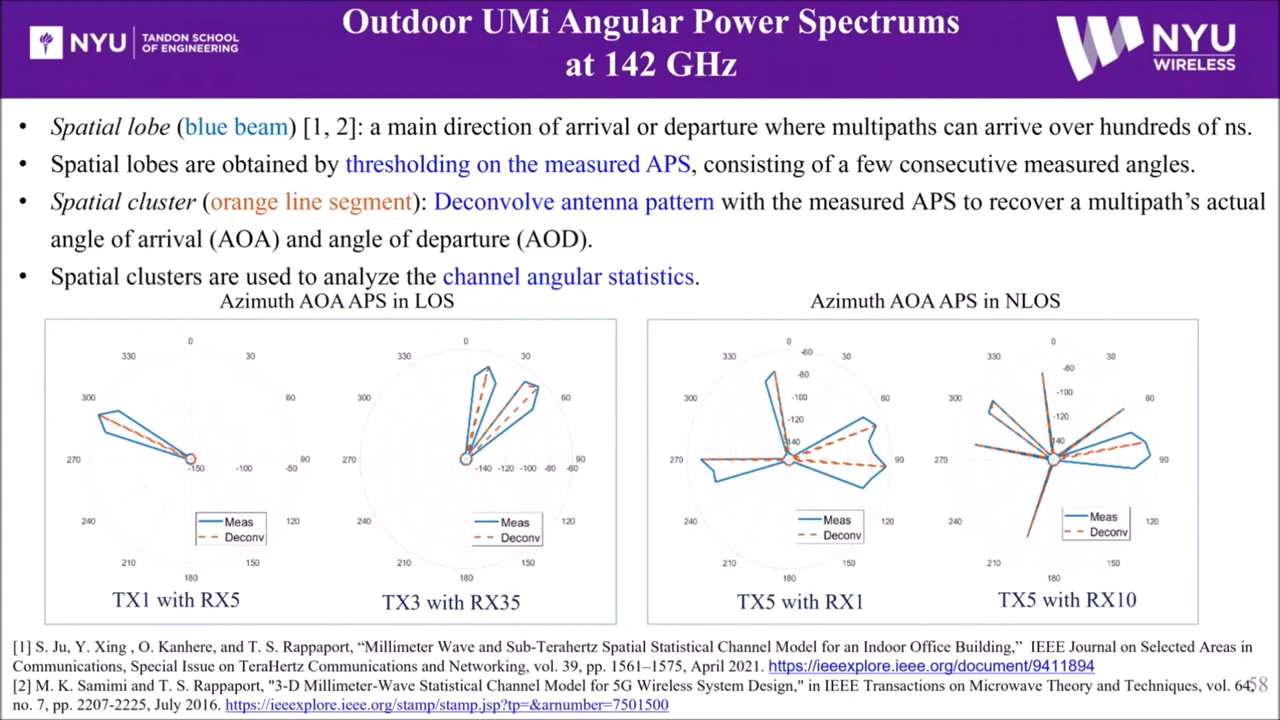 NYU
TANDON SCHOOL
OF ENGINEERING
Outdoor UMi Angular Power Spectrums
at 142 GHz
NYU
WIRELESS
• Spatial lobe (blue beam) [1, 2]: a main direction of arrival or departure where multipaths can arrive over hundreds of ns.
• Spatial lobes are obtained by thresholding on the measured APS, consisting of a few consecutive measured angles.
• Spatial cluster (orange line segment): Deconvolve antenna pattern with the measured APS to recover a multipath’s actual
angle of arrival (AOA) and angle of departure (AOD).
• Spatial clusters are used to analyze the channel angular statistics.
Azimuth AOA APS in LOS
Azimuth AOA APS in NLOS
0
330 30
300 60
270 -150 -100 -50 90
240 120
210 150
180
Meas
Deconv
TX1 with RX5
0
330 30
300 60
270 -140 -120 -100 -80 -60 90
240 120
210 150
180
Meas
Deconv
TX3 with RX35
0
330 30
300 60
270 90
240 120
210 150
180
-60
-80
-100
-120
-140
Meas
Deconv
TX5 with RX1
0
330 30
300 60
270 90
240 120
210 150
180
-80
-100
-120
-140
Meas
Deconv
TX5 with RX10
[1] S. Ju, Y. Xing , O. Kanhere, and T. S. Rappaport, “Millimeter Wave and Sub-Terahertz Spatial Statistical Channel Model for an Indoor Office Building,” IEEE Journal on Selected Areas in
Communications, Special Issue on TeraHertz Communications and Networking, vol. 39, pp. 1561–1575, April 2021. https://ieeexplore.ieee.org/document/9411894
[2] M. K. Samimi and T. S. Rappaport, "3-D Millimeter-Wave Statistical Channel Model for 5G Wireless System Design," in IEEE Transactions on Microwave Theory and Techniques, vol. 64,
no. 7, pp. 2207-2225, July 2016. https://ieeexplore.ieee.org/stamp/stamp.jsp?tp=&arnumber=7501500
58